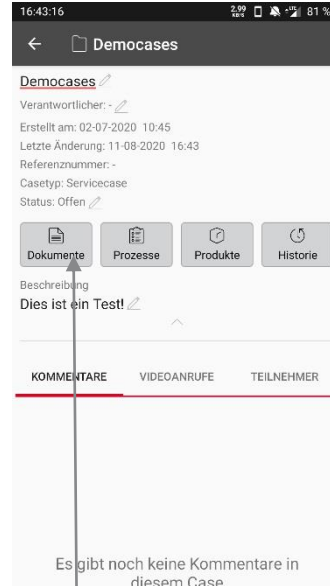 16:43:16 2,99 KB/S LTE 81 %
Democases
Democases
Verantwortlicher: -
Erstellt am: 02-07-2020 10:45
Letzte Änderung: 11-08-2020 16:43
Referenznummer: -
Casetyp: Servicecase
Status: Offen
Dokumente Prozesse Produkte Historie
Beschreibung
Dies ist ein Test!
KOMMENTARE VIDEOANRUFE TEILNEHMER
Es gibt noch keine Kommentare in
diesem Case